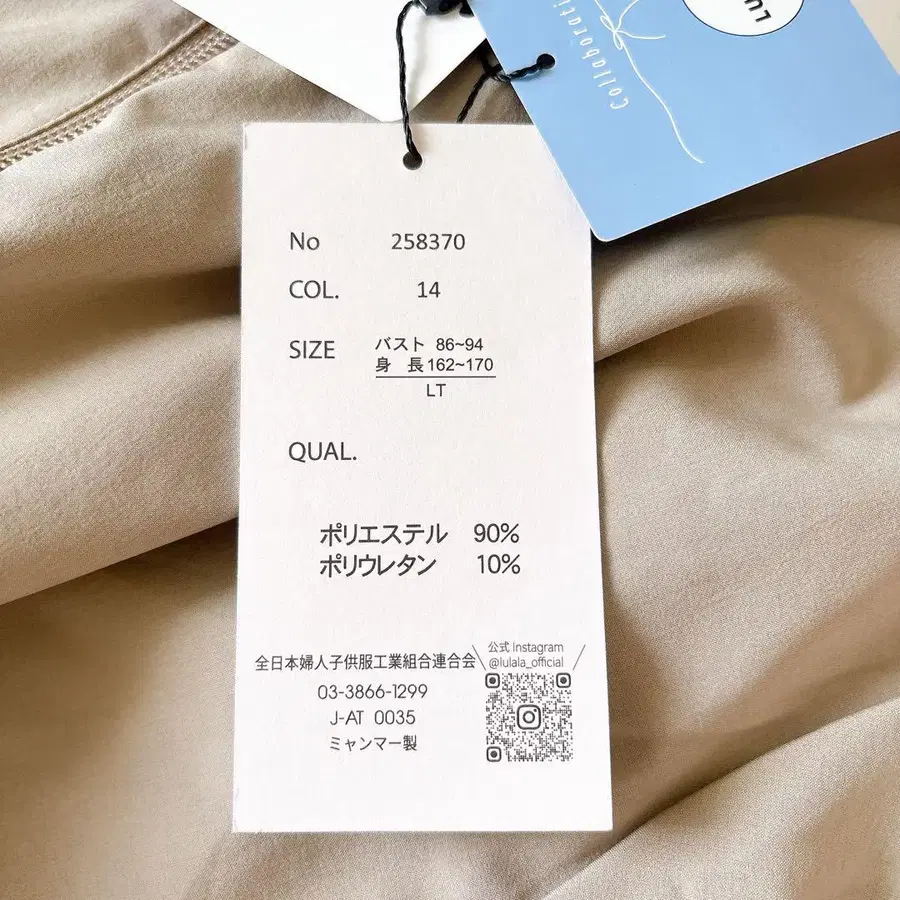 Collaborati
LU
No 258370
COL. 14
SIZE バスト 86~94
身 長 162~170
LT
QUAL.
ポリエステル 90%
ポリウレタン 10%
全日本婦人子供服工業組合連合会
03-3866-1299
J-AT 0035
ミャンマー製
公式 Instagram
@lulala_official